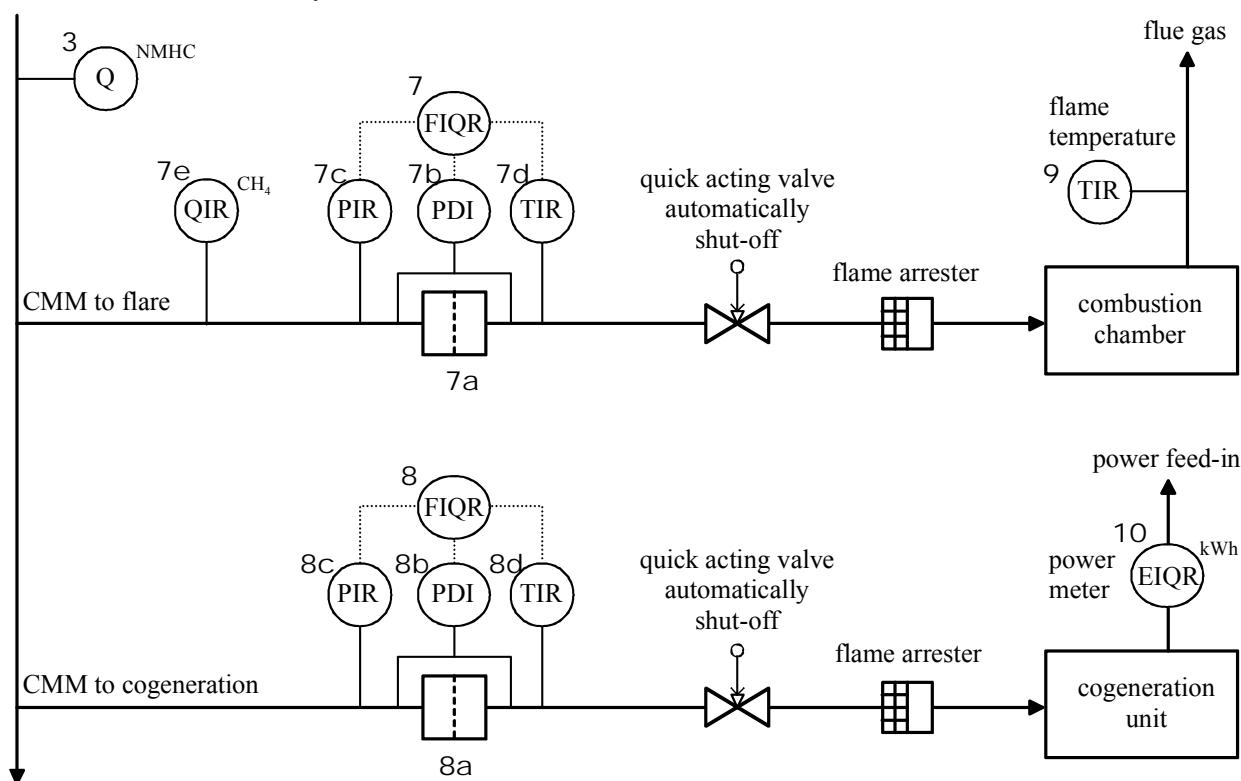 3
NMHC
Q
7e
CH₄
QIR
7
FIQR
7c
PIR
7b
PDI
7d
TIR
quick acting valve
automatically
shut-off
flame
temperature
9
TIR
flue gas
CMM to flare
7a
flame arrester
combustion
chamber
8
FIQR
8c
PIR
8b
PDI
8d
TIR
quick acting valve
automatically
shut-off
power feed-in
10
kWh
power
meter
EIQR
CMM to cogeneration
8a
flame arrester
cogeneration
unit